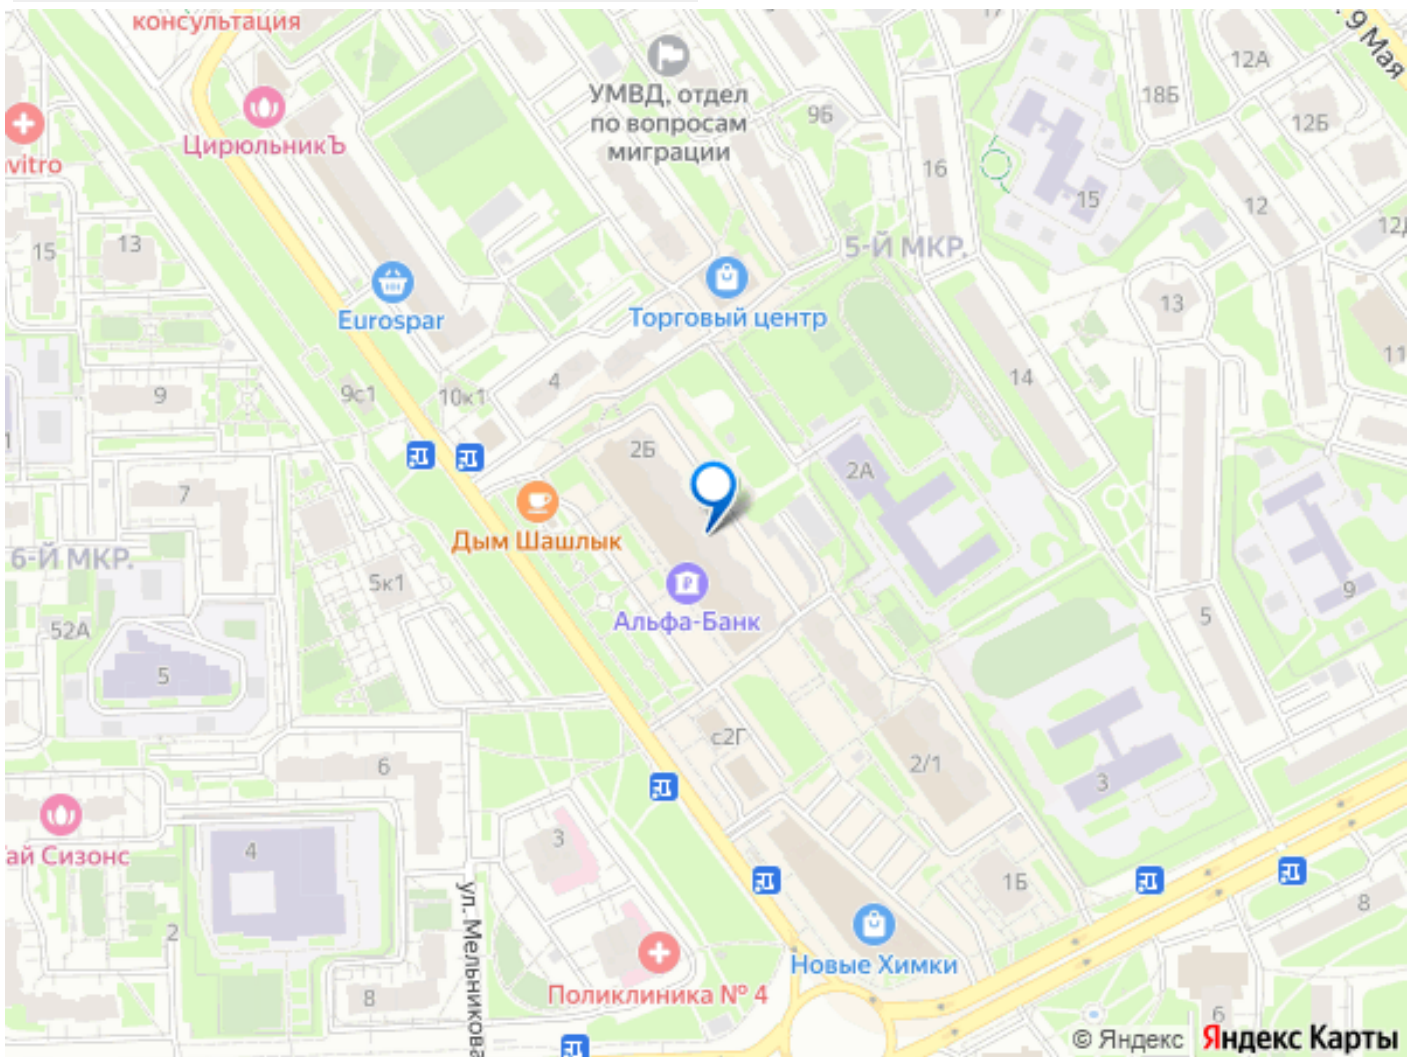 консультация
9 Мая
12А
18Б
УМВД, отдел
по вопросам
миграции
9Б
12Б
ЦирюльникЪ
vitro
16
15
12
15
13
5-Й МКР.
Eurospar
Торговый центр
13
11
14
9
9с1
10к1
4
2Б
2А
7
Дым Шашлык
6-Й МКР.
5к1
Альфа-Банк
9
5
52А
5
с2Г
2/1
3
6
3
4
ай Сизонс
1Б
8
ул. Мельникова
2
Новые Химки
Поликлиника № 4
8
6
© Яндекс Яндекс Карты